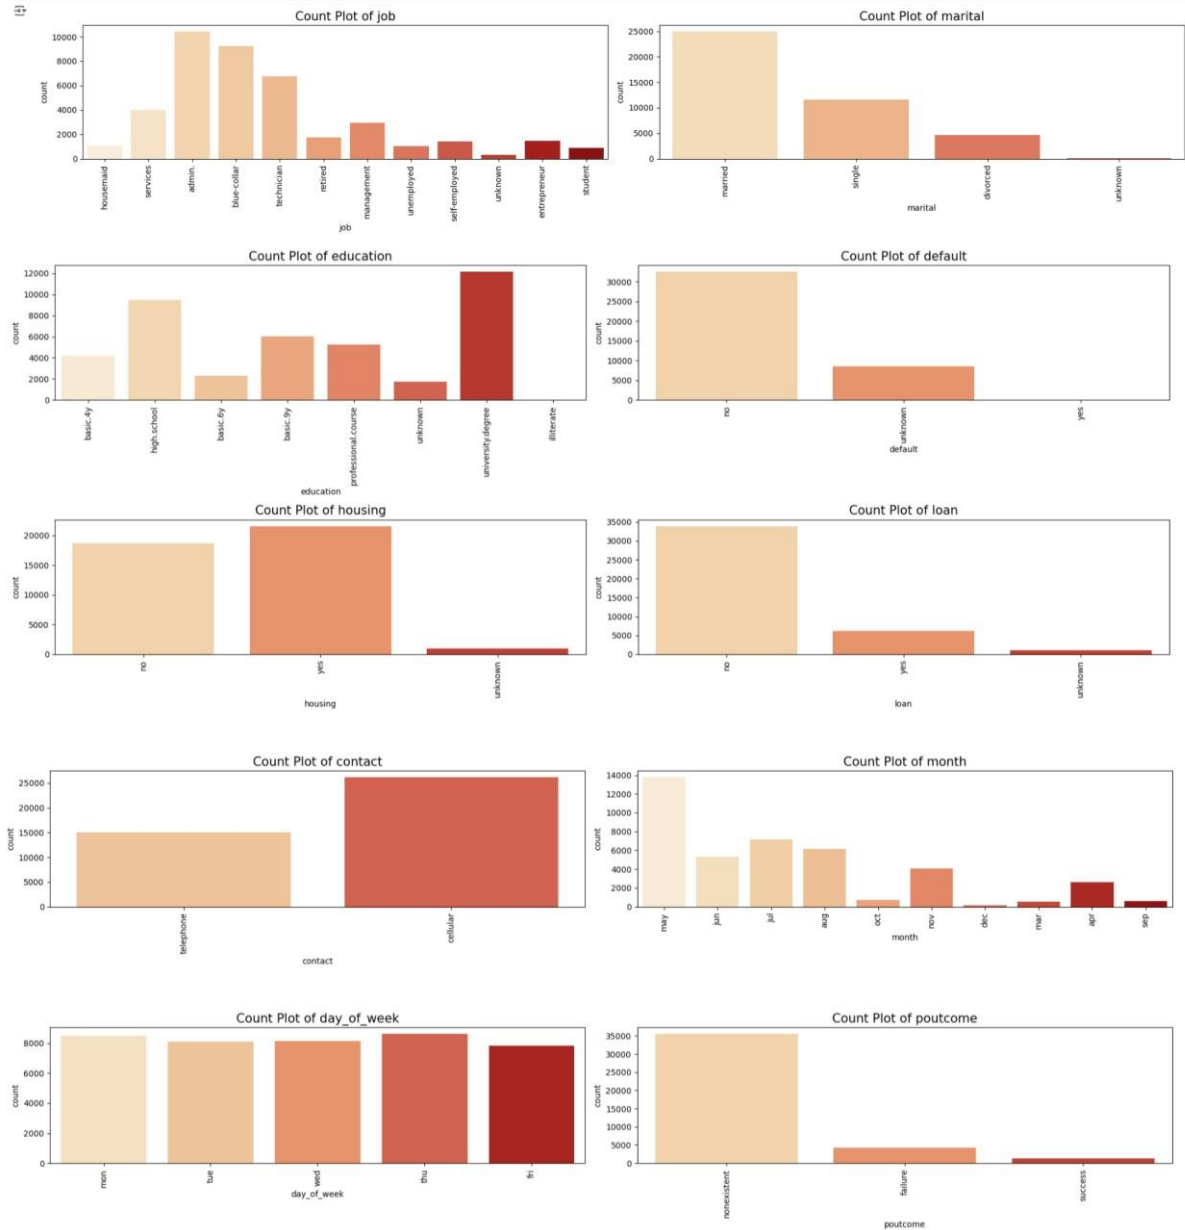 Count Plot of job
10000
8000
6000
4000
2000
0
count
housemaid
services
admin.
blue-collar
technician
retired
management
unemployed
self-employed
unknown
entrepreneur
student
job
Count Plot of marital
25000
20000
15000
10000
5000
0
count
married
single
divorced
unknown
marital
Count Plot of education
12000
10000
8000
6000
4000
2000
0
count
basic.4y
high.school
basic.6y
basic.9y
professional.course
unknown
university.degree
illiterate
education
Count Plot of default
30000
25000
20000
15000
10000
5000
0
count
no
unknown
yes
default
Count Plot of housing
20000
15000
10000
5000
0
count
no
yes
unknown
housing
Count Plot of loan
35000
30000
25000
20000
15000
10000
5000
0
count
no
yes
unknown
loan
Count Plot of contact
25000
20000
15000
10000
5000
0
count
telephone
cellular
contact
Count Plot of month
14000
12000
10000
8000
6000
4000
2000
0
count
may
jun
jul
aug
oct
nov
dec
mar
apr
sep
month
Count Plot of day_of_week
8000
6000
4000
2000
0
count
mon
tue
wed
thu
fri
day_of_week
Count Plot of poutcome
35000
30000
25000
20000
15000
10000
5000
0
count
nonexistent
failure
success
poutcome